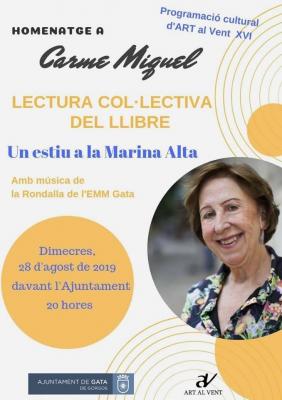 HOMENATGE A
Carme Miquel
Programació cultural
d'ART al Vent XVI
LECTURA COL·LECTIVA
DEL LLIBRE
Un estiu a la Marina Alta
Amb música de
la Rondalla de l'EMM Gata
Dimecres,
28 d'agost de 2019
davant l'Ajuntament
20 hores
AJUNTAMENT DE GATA
DE GORGOS
ART AL VENT